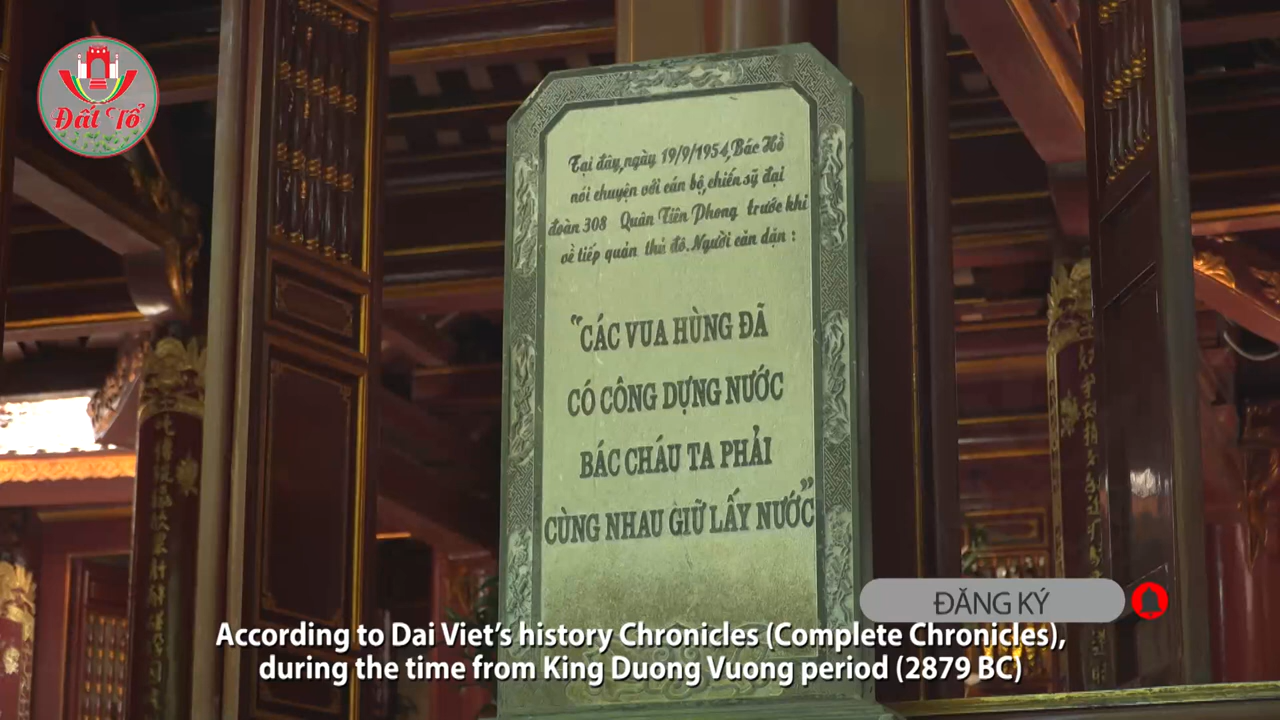 Đất Tổ
Tại đây, ngày 19/9/1954, Bác Hồ
nói chuyện với cán bộ, chiến sỹ đại
đoàn 308 Quân Tiên Phong trước khi
về tiếp quản thủ đô. Người căn dặn :
"CÁC VUA HÙNG ĐÃ
CÓ CÔNG DỰNG NƯỚC
BÁC CHÁU TA PHẢI
CÙNG NHAU GIỮ LẤY NƯỚC"
ĐĂNG KÝ
According to Dai Viet's history Chronicles (Complete Chronicles),
during the time from King Duong Vuong period (2879 BC)